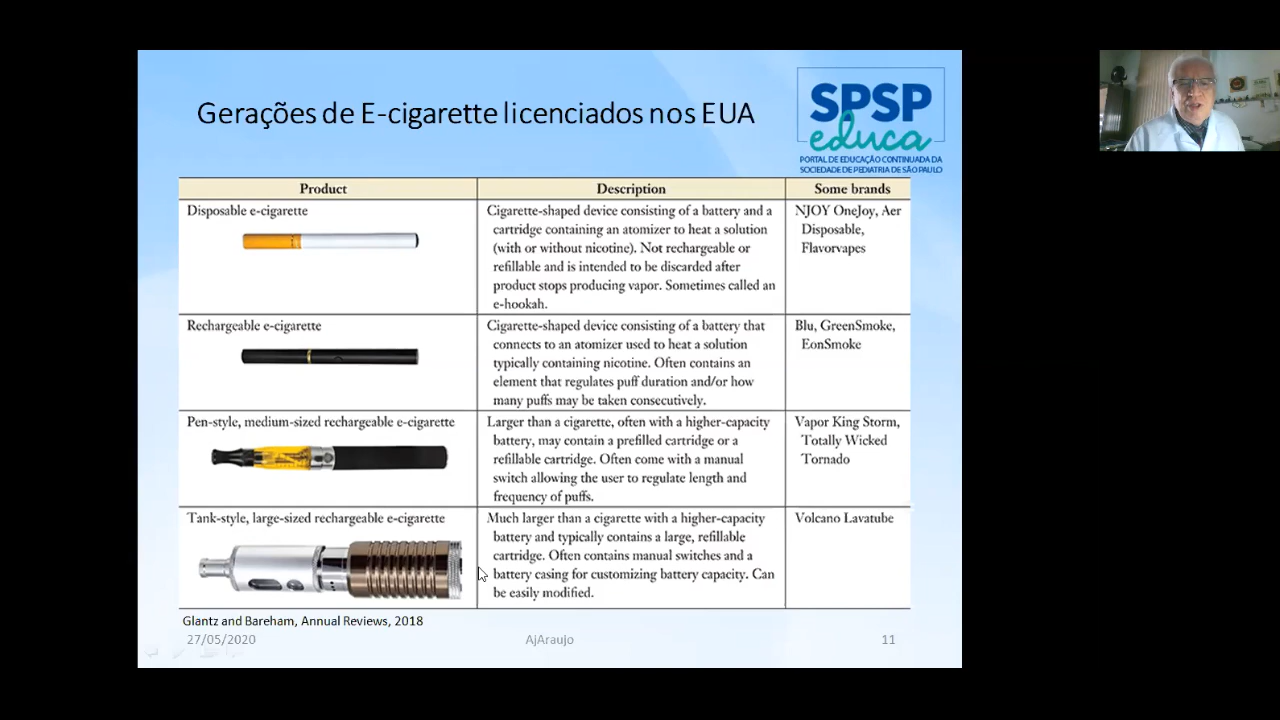 Gerações de E-cigarette licenciados nos EUA
SPSP
educa
PORTAL DE EDUCAÇÃO CONTINUADA DA
SOCIEDADE DE PEDIATRIA DE SÃO PAULO
Product
Description
Some brands
Disposable e-cigarette
Cigarette-shaped device consisting of a battery and a
cartridge containing an atomizer to heat a solution
(with or without nicotine). Not rechargeable or
refillable and is intended to be discarded after
product stops producing vapor. Sometimes called an
e-hookah.
NJOY OneJoy, Aer
Disposable,
Flavorvapes
Rechargeable e-cigarette
Cigarette-shaped device consisting of a battery that
connects to an atomizer used to heat a solution
typically containing nicotine. Often contains an
element that regulates puff duration and/or how
many puffs may be taken consecutively.
Blu, GreenSmoke,
EonSmoke
Pen-style, medium-sized rechargeable e-cigarette
Larger than a cigarette, often with a higher-capacity
battery, may contain a prefilled cartridge or a
refillable cartridge. Often come with a manual
switch allowing the user to regulate length and
frequency of puffs.
Vapor King Storm,
Totally Wicked
Tornado
Tank-style, large-sized rechargeable e-cigarette
Much larger than a cigarette with a higher-capacity
battery and typically contains a large, refillable
cartridge. Often contains manual switches and a
battery casing for customizing battery capacity. Can
be easily modified.
Volcano Lavatube
Glantz and Bareham, Annual Reviews, 2018
27/05/2020
AjAraujo
11